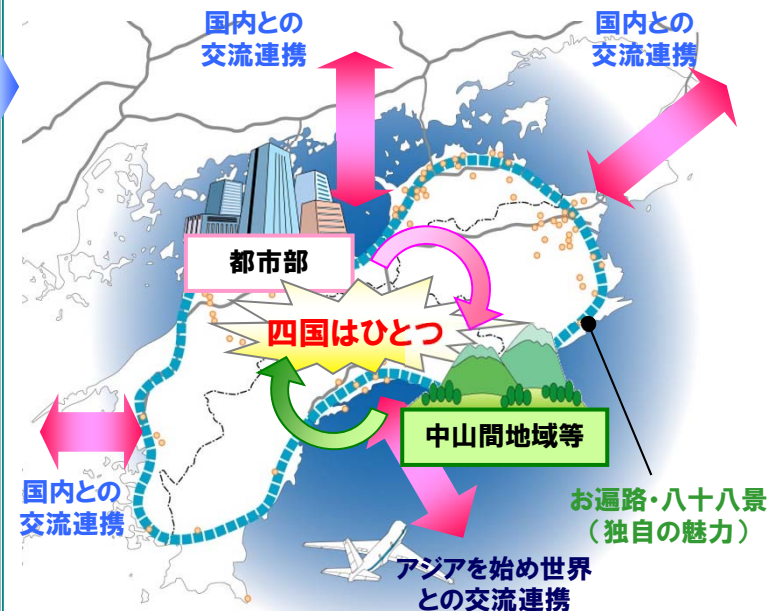 国内との
交流連携
国内との
交流連携
都市部
四国はひとつ
中山間地域等
国内との
交流連携
お遍路・八十八景
（独自の魅力）
アジアを始め世界
との交流連携